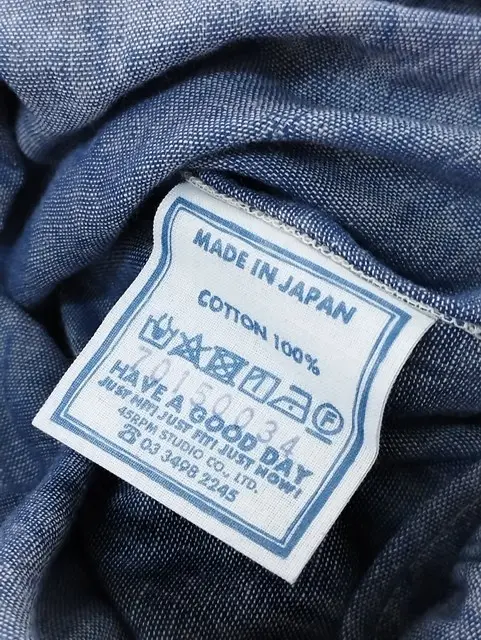 MADE IN JAPAN
COTTON 100%
F
70150034
HAVE A GOOD DAY
JUST HIP! JUST FIT! JUST NOW!
45RPM STUDIO CO., LTD.
☎ 03 3498 2245